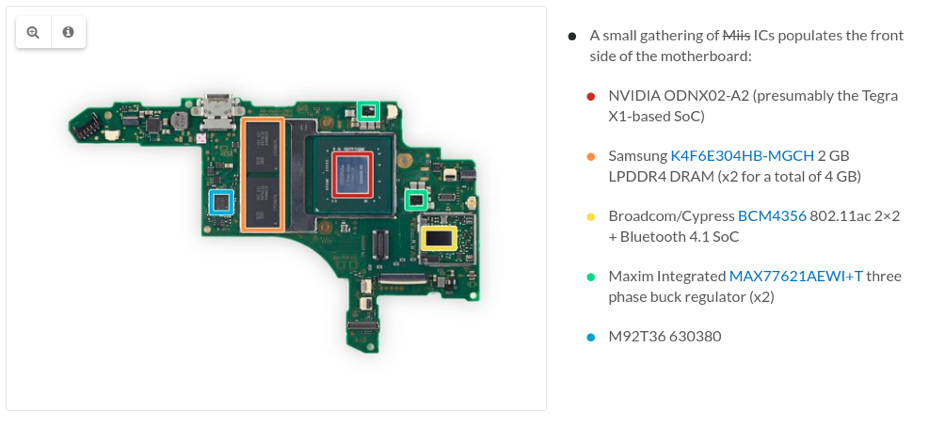 A small gathering of Miis ICs populates the front
side of the motherboard:
NVIDIA ODNX02-A2 (presumably the Tegra
X1-based SoC)
Samsung K4F6E304HB-MGCH 2 GB
LPDDR4 DRAM (x2 for a total of 4 GB)
Broadcom/Cypress BCM4356 802.11ac 2×2
+ Bluetooth 4.1 SoC
Maxim Integrated MAX77621AEWI+T three
phase buck regulator (x2)
M92T36 630380